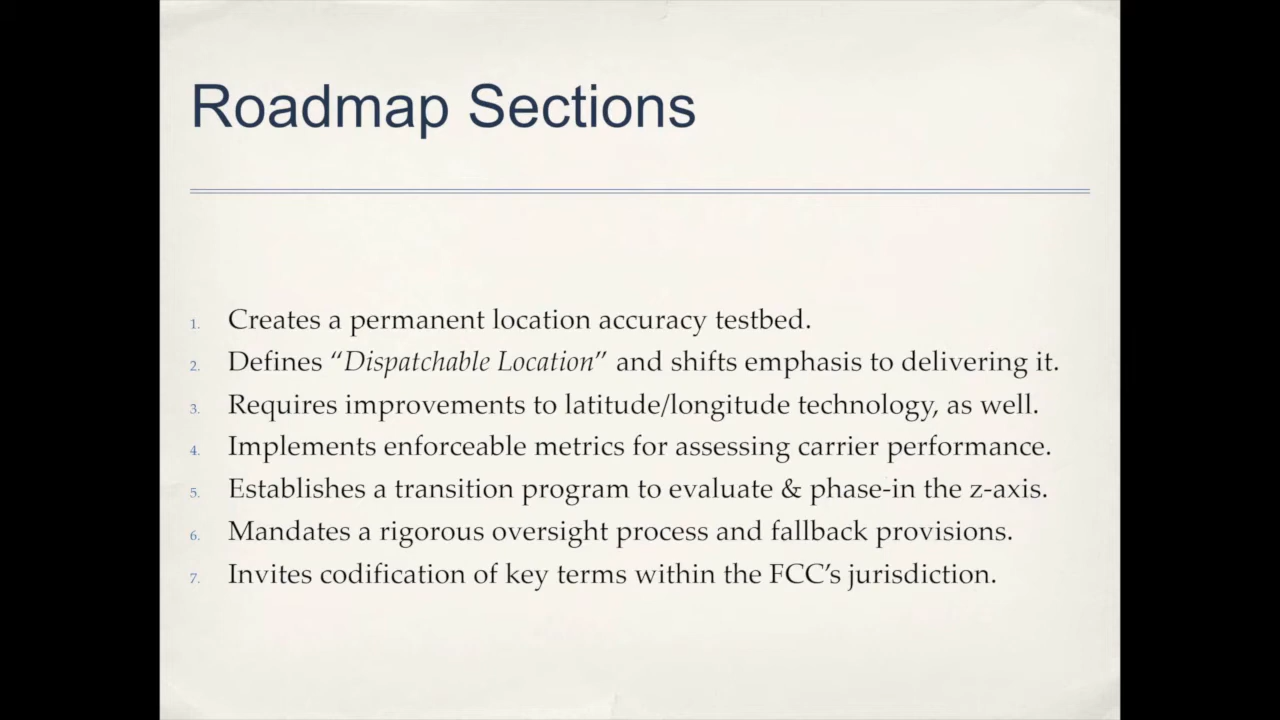 Roadmap Sections
1. Creates a permanent location accuracy testbed.
2. Defines “Dispatchable Location” and shifts emphasis to delivering it.
3. Requires improvements to latitude/longitude technology, as well.
4. Implements enforceable metrics for assessing carrier performance.
5. Establishes a transition program to evaluate & phase-in the z-axis.
6. Mandates a rigorous oversight process and fallback provisions.
7. Invites codification of key terms within the FCC’s jurisdiction.